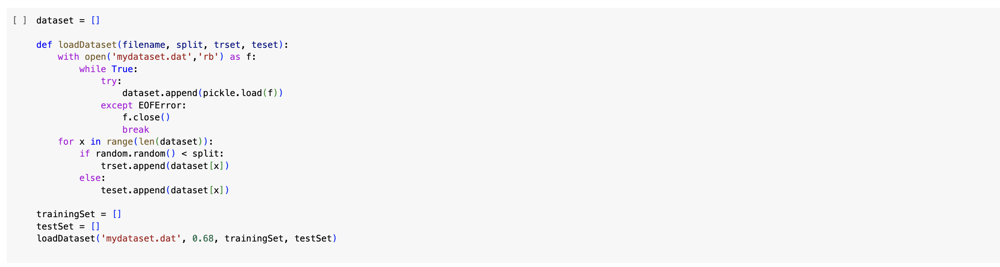 [ ] dataset = []

def loadDataset(filename, split, trset, teset):
    with open('mydataset.dat','rb') as f:
        while True:
            try:
                dataset.append(pickle.load(f))
            except EOFError:
                f.close()
                break
    for x in range(len(dataset)):
        if random.random() < split:
            trset.append(dataset[x])
        else:
            teset.append(dataset[x])

trainingSet = []
testSet = []
loadDataset('mydataset.dat', 0.68, trainingSet, testSet)